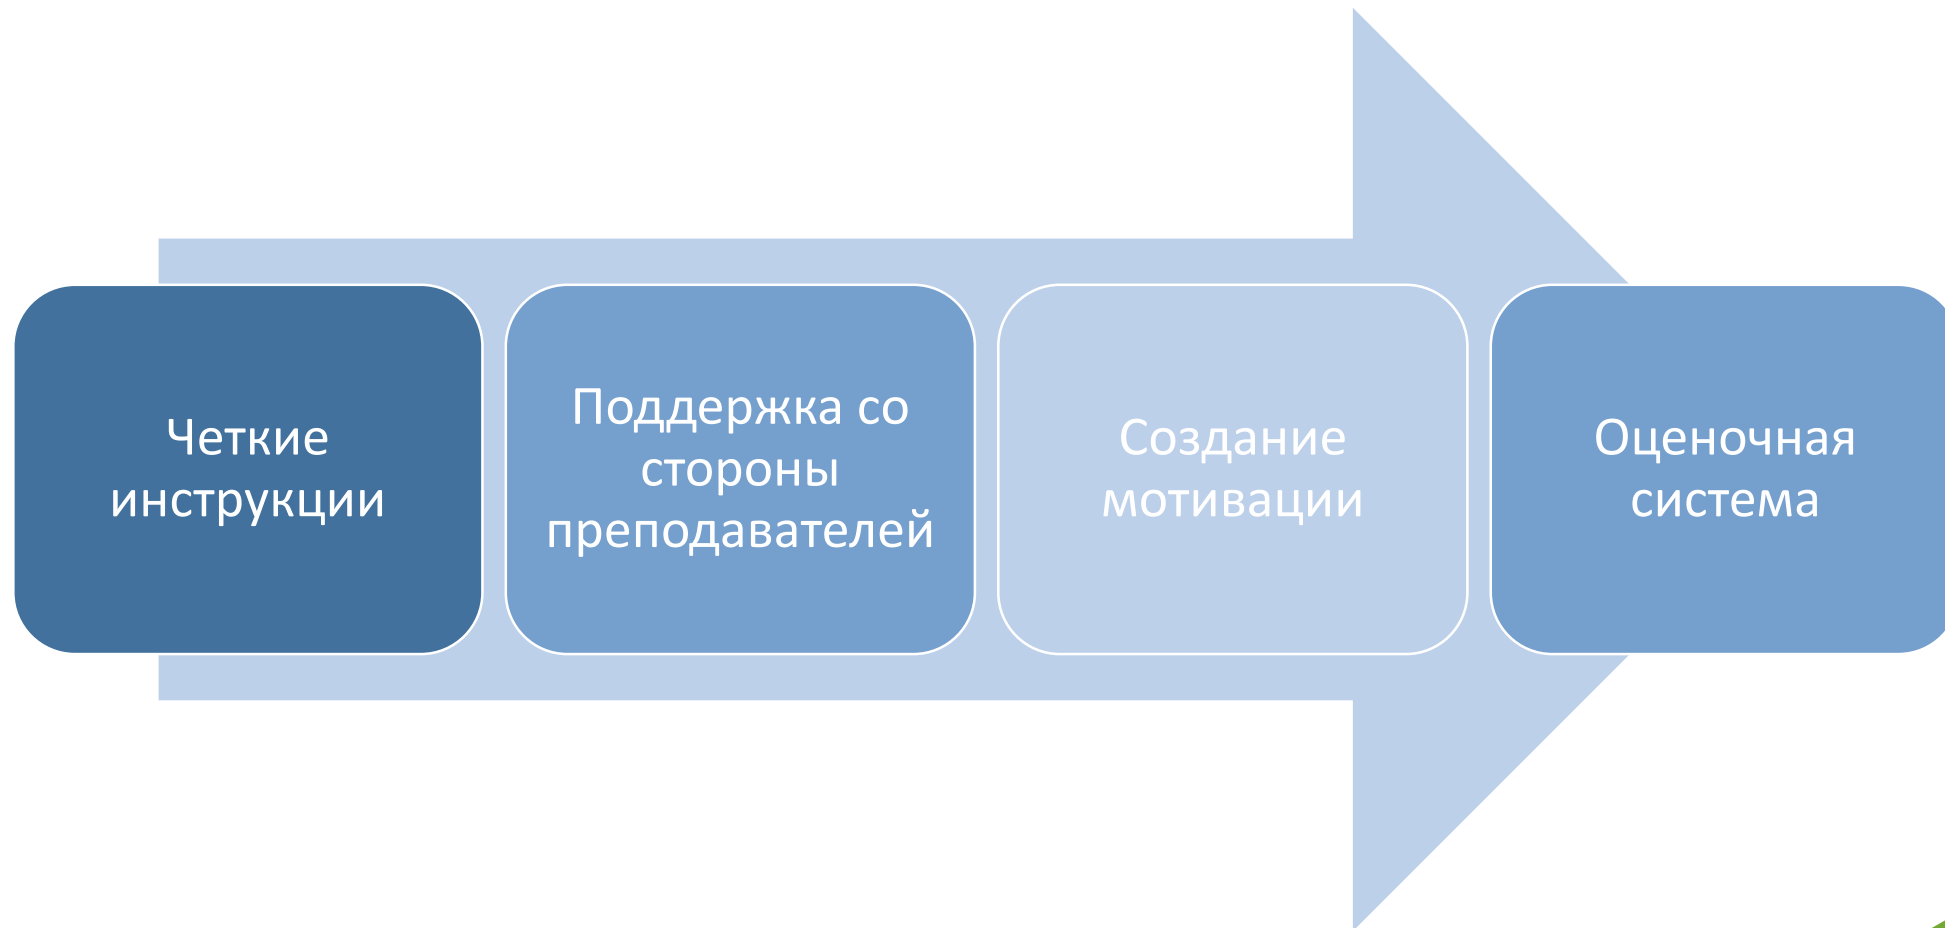 Четкие
инструкции
Поддержка со
стороны
преподавателей
Создание
мотивации
Оценочная
система